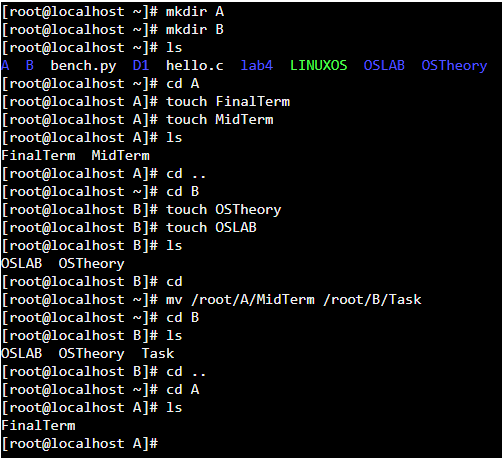 [root@localhost ~]# mkdir A
[root@localhost ~]# mkdir B
[root@localhost ~]# ls
A  B  bench.py  D1  hello.c  lab4  LINUXOS  OSLAB  OSTheory
[root@localhost ~]# cd A
[root@localhost A]# touch FinalTerm
[root@localhost A]# touch MidTerm
[root@localhost A]# ls
FinalTerm  MidTerm
[root@localhost A]# cd ..
[root@localhost ~]# cd B
[root@localhost B]# touch OSTheory
[root@localhost B]# touch OSLAB
[root@localhost B]# ls
OSLAB  OSTheory
[root@localhost B]# cd
[root@localhost ~]# mv /root/A/MidTerm /root/B/Task
[root@localhost ~]# cd B
[root@localhost B]# ls
OSLAB  OSTheory  Task
[root@localhost B]# cd ..
[root@localhost ~]# cd A
[root@localhost A]# ls
FinalTerm
[root@localhost A]#